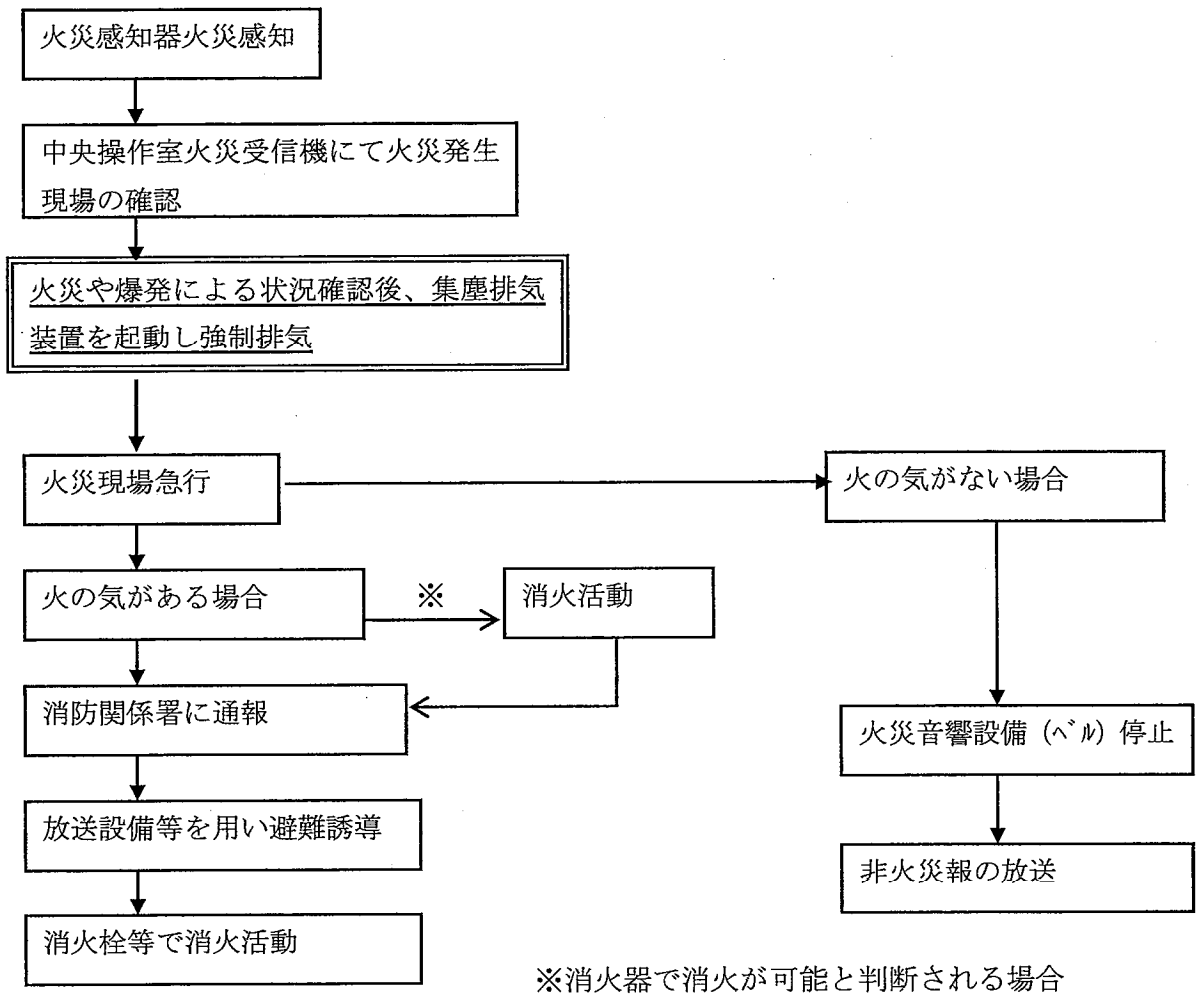 火災感知器火災感知
中央操作室火災受信機にて火災発生
現場の確認
火災や爆発による状況確認後、集塵排気
装置を起動し強制排気
火災現場急行
火の気がない場合
火の気がある場合
※
消火活動
消防関係署に通報
火災音響設備（ﾍﾞﾙ）停止
放送設備等を用い避難誘導
非火災報の放送
消火栓等で消火活動
※消火器で消火が可能と判断される場合